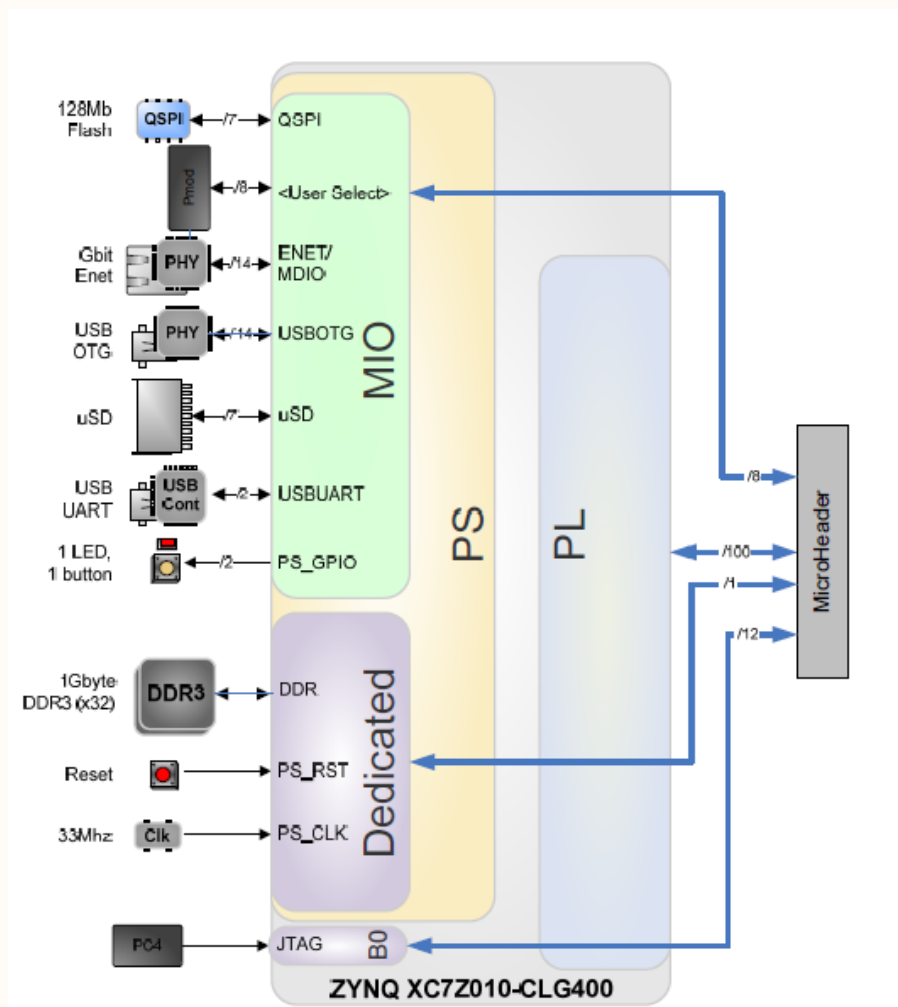 128Mb
Flash
QSPI
/7
QSPI
Pmod
/8
<User Select>
Gbit
Enet
PHY
/14
ENET/
MDIO
USB
OTG
PHY
/14
USBOTG
uSD
/7
uSD
USB
UART
USB
Cont
/2
USBUART
1 LED,
1 button
/2
PS_GPIO
MIO
PS
PL
/8
/100
/1
/12
MicroHeader
1Gbyte
DDR3 (x32)
DDR3
DDR
Reset
PS_RST
33Mhz
Clk
PS_CLK
Dedicated
PC4
JTAG
B0
ZYNQ XC7Z010-CLG400